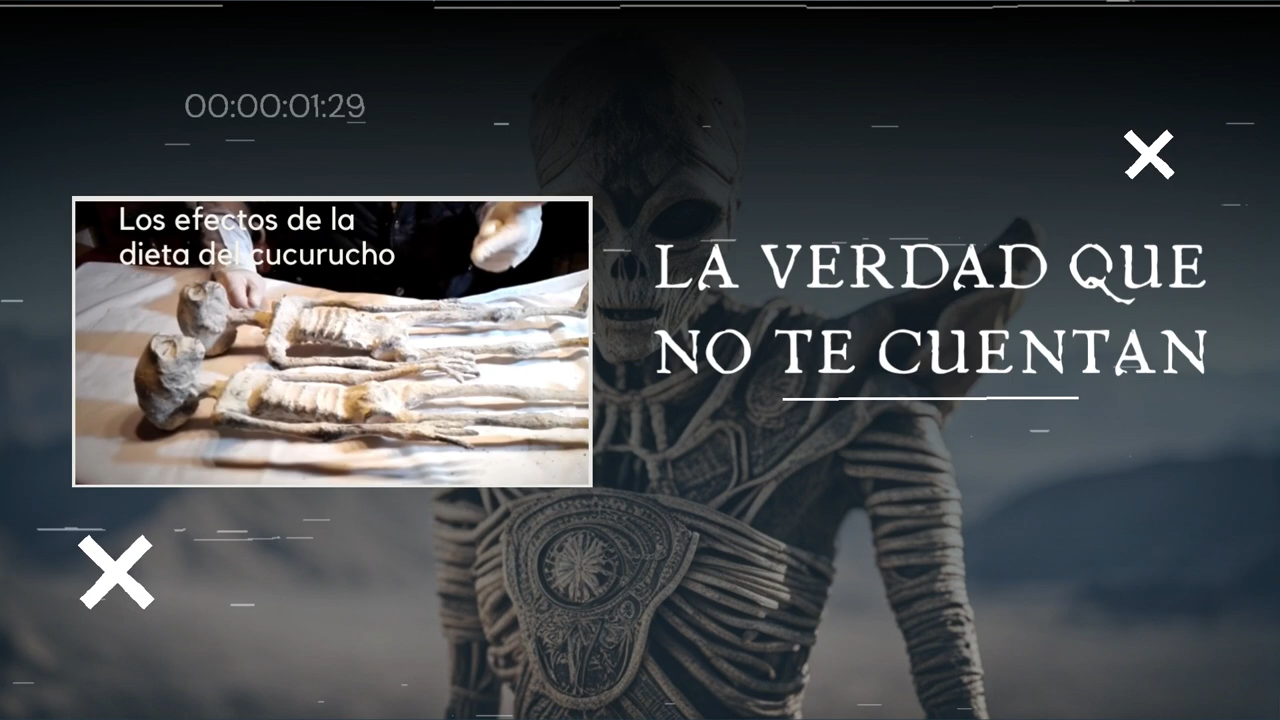 00:00:01:29
Los efectos de la
dieta del cucurucho
LA VERDAD QUE
NO TE CUENTAN